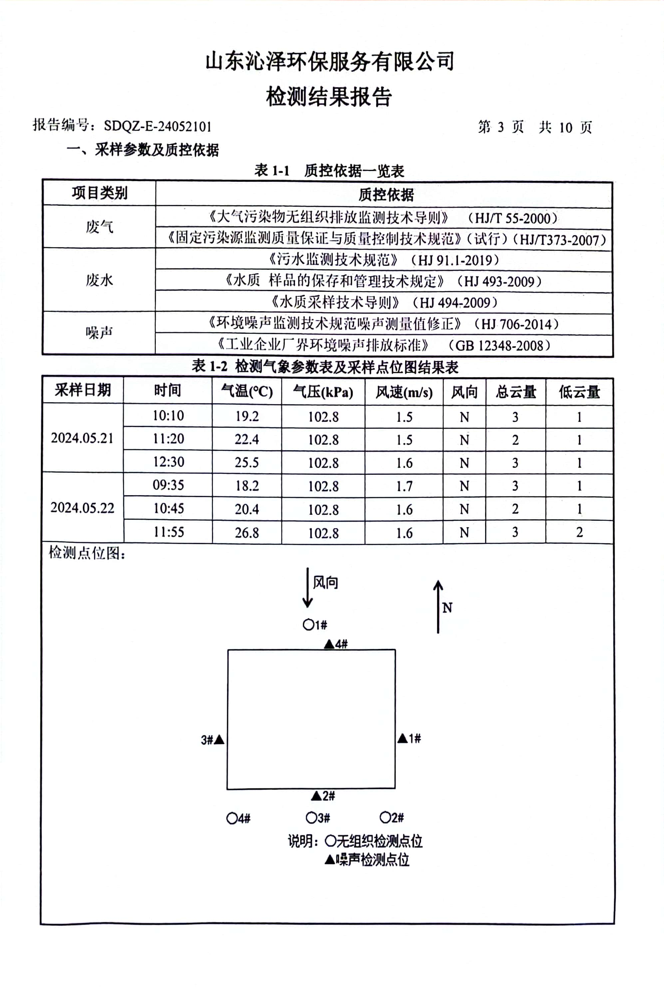 山东沁泽环保服务有限公司
检测结果报告
报告编号：SDQZ-E-24052101 第 3 页 共 10 页
一、采样参数及质控依据
表 1-1 质控依据一览表
项目类别 质控依据
废气 《大气污染物无组织排放监测技术导则》 （HJ/T 55-2000）
《固定污染源监测质量保证与质量控制技术规范》（试行）（HJ/T373-2007）
废水 《污水监测技术规范》（HJ 91.1-2019）
《水质 样品的保存和管理技术规定》（HJ 493-2009）
《水质采样技术导则》（HJ 494-2009）
噪声 《环境噪声监测技术规范噪声测量值修正》（HJ 706-2014）
《工业企业厂界环境噪声排放标准》 （GB 12348-2008）
表 1-2 检测气象参数表及采样点位图结果表
采样日期 时间 气温(℃) 气压(kPa) 风速(m/s) 风向 总云量 低云量
2024.05.21 10:10 19.2 102.8 1.5 N 3 1
11:20 22.4 102.8 1.5 N 2 1
12:30 25.5 102.8 1.6 N 3 1
2024.05.22 09:35 18.2 102.8 1.7 N 3 1
10:45 20.4 102.8 1.6 N 2 1
11:55 26.8 102.8 1.6 N 3 2
检测点位图：
风向
N
○1#
▲4#
3#▲ ▲1#
▲2#
○4# ○3# ○2#
说明：○无组织检测点位
▲噪声检测点位